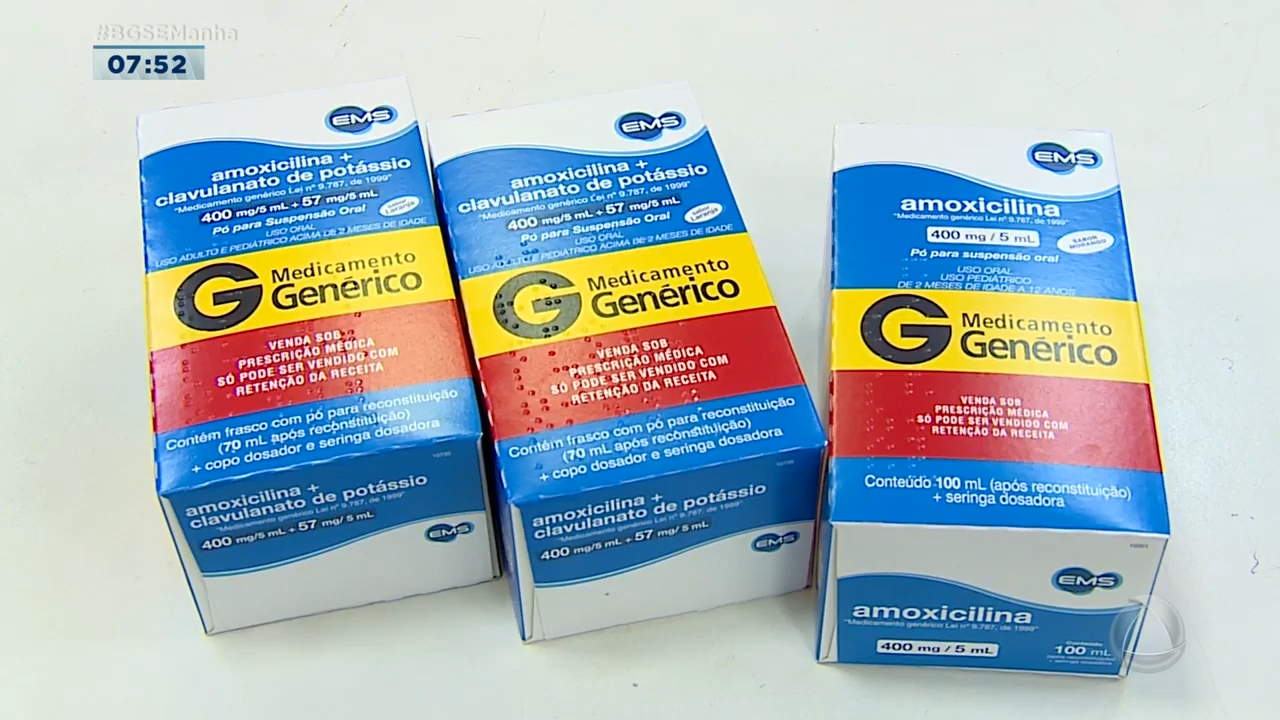 #BGSEManha
07:52
EMS
amoxicilina +
clavulanato de potássio
"Medicamento genérico Lei nº 9.787, de 1999"
400 mg/5 mL + 57 mg/5 mL
Pó para Suspensão Oral
sabor Laranja
USO ORAL
USO ADULTO E PEDIÁTRICO ACIMA DE 2 MESES DE IDADE
G Medicamento
Genérico
VENDA SOB
PRESCRIÇÃO MÉDICA
SÓ PODE SER VENDIDO COM
RETENÇÃO DA RECEITA
Contém frasco com pó para reconstituição
(70 mL após reconstituição)
+ copo dosador e seringa dosadora
10735
amoxicilina +
clavulanato de potássio
"Medicamento genérico Lei nº 9.787, de 1999"
400 mg/5 mL + 57 mg/ 5 mL
EMS
EMS
amoxicilina +
clavulanato de potássio
"Medicamento genérico Lei nº 9.787, de 1999"
400 mg/5 mL + 57 mg/5 mL
Pó para Suspensão Oral
sabor Laranja
USO ORAL
USO ADULTO E PEDIÁTRICO ACIMA DE 2 MESES DE IDADE
G Medicamento
Genérico
VENDA SOB
PRESCRIÇÃO MÉDICA
SÓ PODE SER VENDIDO COM
RETENÇÃO DA RECEITA
Contém frasco com pó para reconstituição
(70 mL após reconstituição)
+ copo dosador e seringa dosadora
10735
amoxicilina +
clavulanato de potássio
"Medicamento genérico Lei nº 9.787, de 1999"
400 mg/5 mL + 57 mg/ 5 mL
EMS
EMS
amoxicilina
"Medicamento genérico Lei nº 9.787, de 1999"
400 mg / 5 mL
SABOR
MORANGO
Pó para suspensão oral
USO ORAL
USO PEDIÁTRICO
DE 2 MESES DE IDADE A 12 ANOS
G Medicamento
Genérico
VENDA SOB
PRESCRIÇÃO MÉDICA
SÓ PODE SER VENDIDO COM
RETENÇÃO DA RECEITA
Conteúdo 100 mL (após reconstituição)
+ seringa dosadora
EMS
amoxicilina
"Medicamento genérico Lei nº 9.787, de 1999"
400 mg / 5 mL
Conteúdo
100 mL
(após reconstituição)
+ seringa dosadora